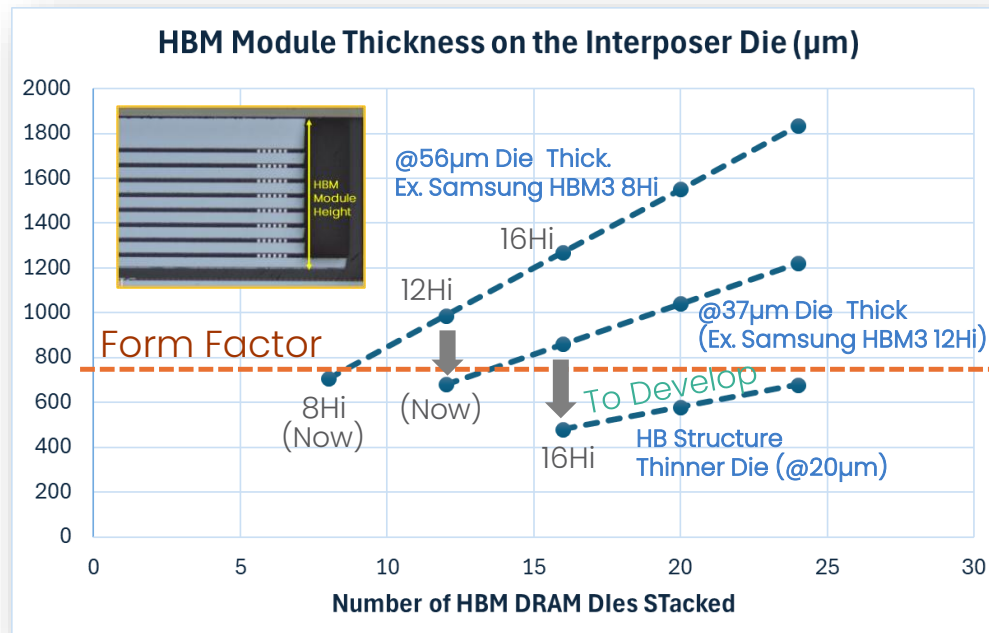 HBM Module Thickness on the Interposer Die (µm)
2000
1800
1600
1400
1200
1000
800
600
400
200
0
HBM
Module
Height
@56µm Die Thick.
Ex. Samsung HBM3 8Hi
16Hi
12Hi
@37µm Die Thick
(Ex. Samsung HBM3 12Hi)
Form Factor
To Develop
8Hi
(Now)
(Now)
16Hi
HB Structure
Thinner Die (@20µm)
0
5
10
15
20
25
30
Number of HBM DRAM DIes STacked